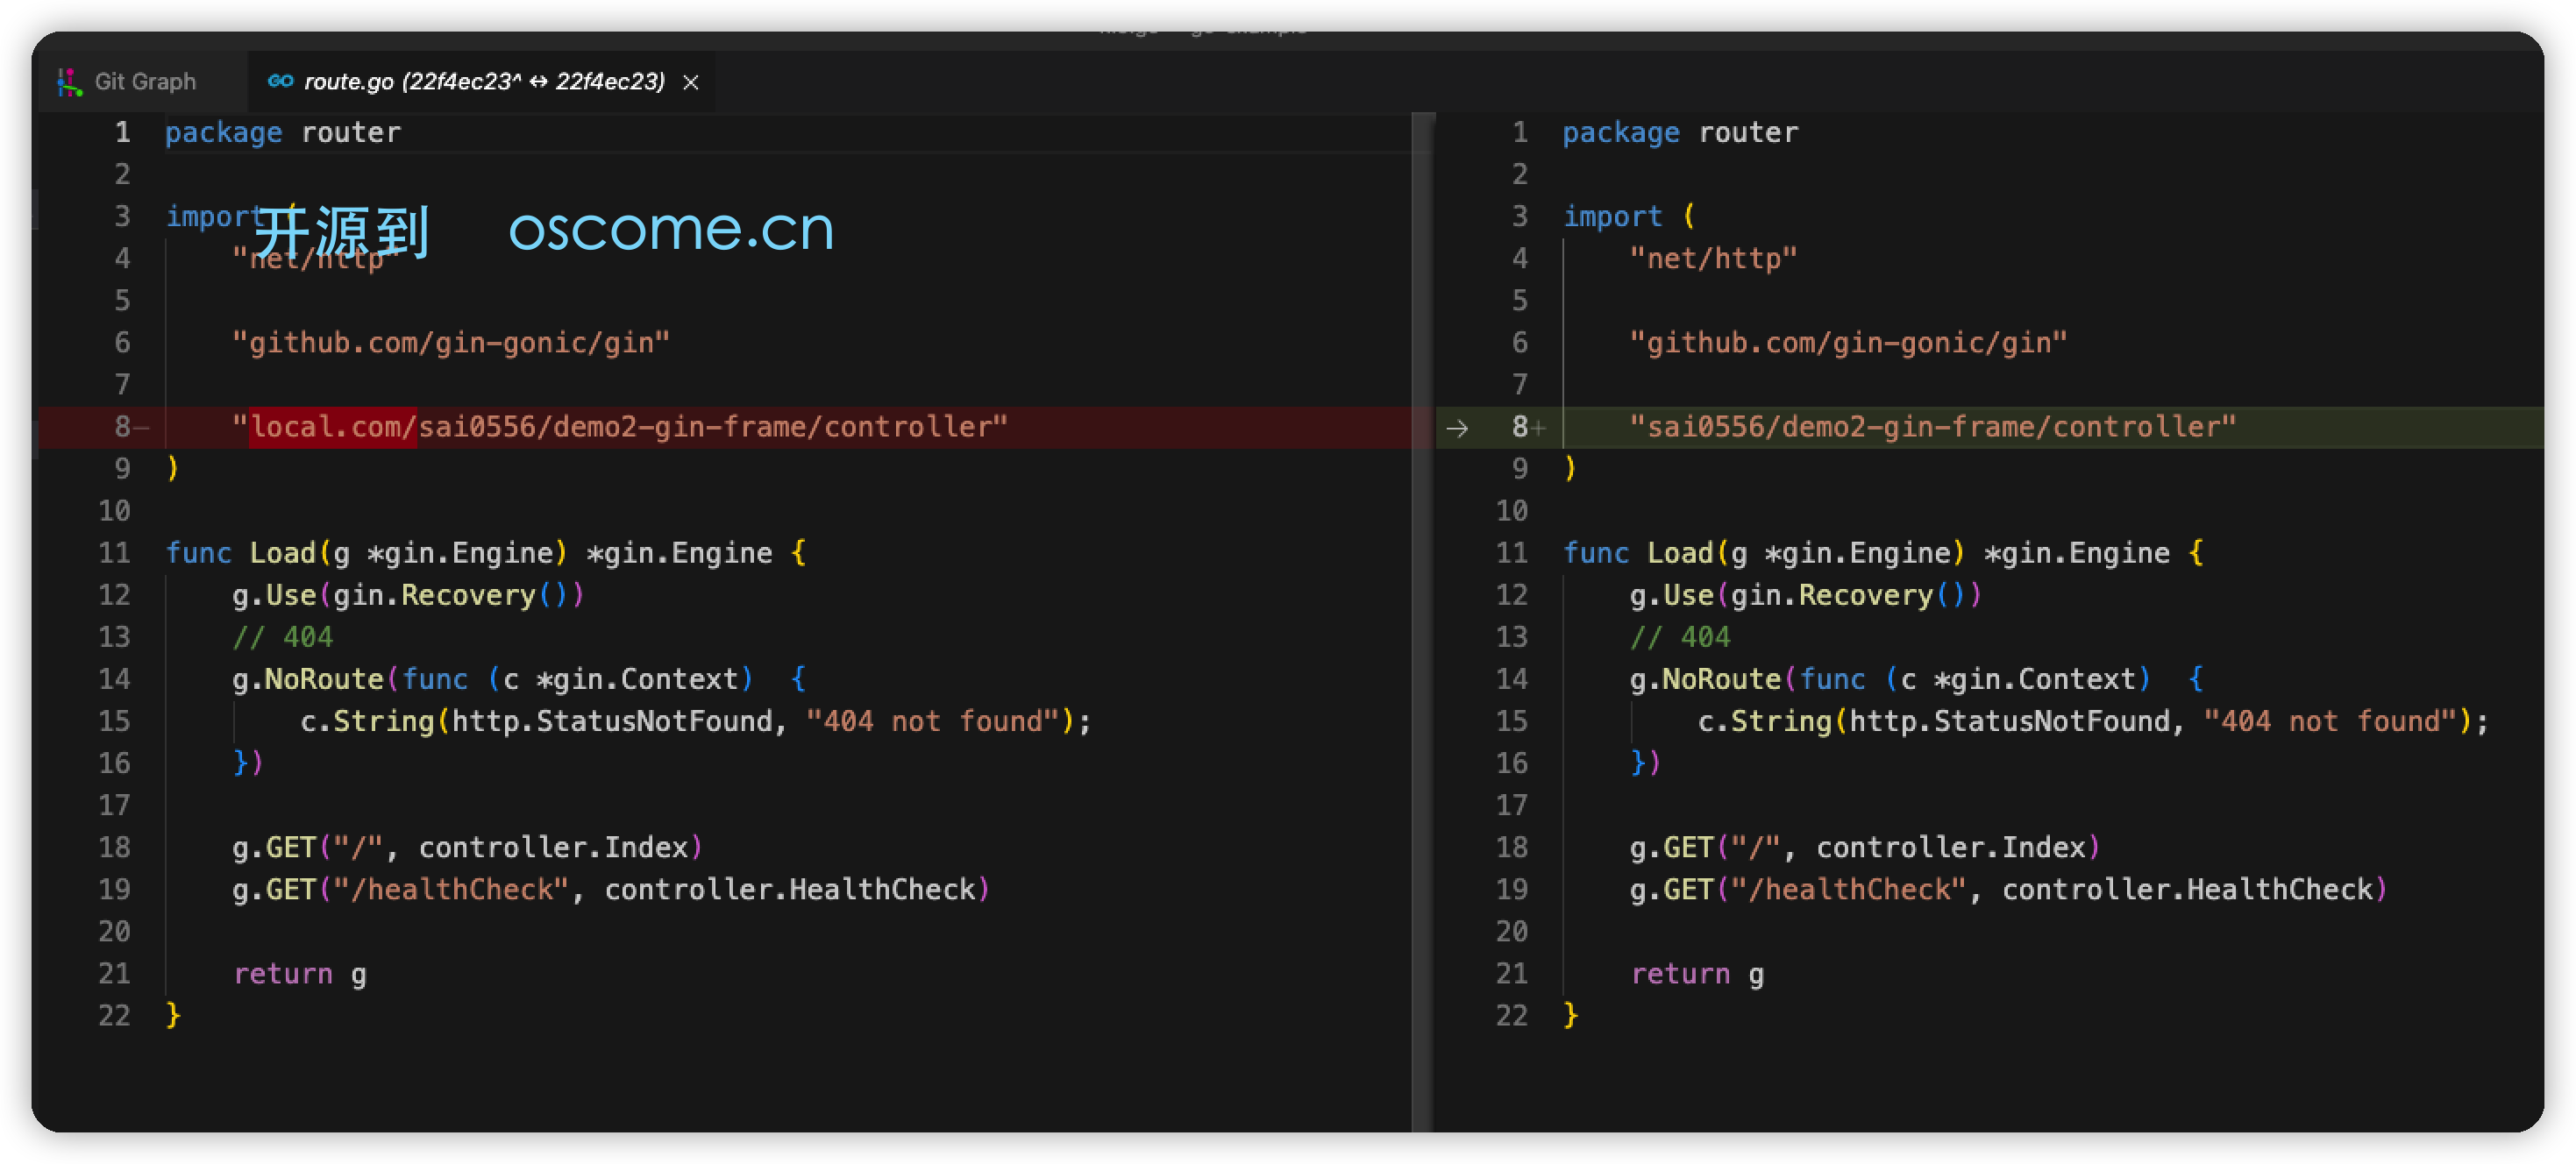 Git Graph
route.go (22f4ec23^ ↔ 22f4ec23) ×
1 package router
2
3 import (
4 "net/http"
5
6 "github.com/gin-gonic/gin"
7
8− "local.com/sai0556/demo2-gin-frame/controller"
9 )
10
11 func Load(g *gin.Engine) *gin.Engine {
12 g.Use(gin.Recovery())
13 // 404
14 g.NoRoute(func (c *gin.Context)  {
15 c.String(http.StatusNotFound, "404 not found");
16 })
17
18 g.GET("/", controller.Index)
19 g.GET("/healthCheck", controller.HealthCheck)
20
21 return g
22 }
开源到 oscome.cn
1 package router
2
3 import (
4 "net/http"
5
6 "github.com/gin-gonic/gin"
7
→ 8+ "sai0556/demo2-gin-frame/controller"
9 )
10
11 func Load(g *gin.Engine) *gin.Engine {
12 g.Use(gin.Recovery())
13 // 404
14 g.NoRoute(func (c *gin.Context)  {
15 c.String(http.StatusNotFound, "404 not found");
16 })
17
18 g.GET("/", controller.Index)
19 g.GET("/healthCheck", controller.HealthCheck)
20
21 return g
22 }